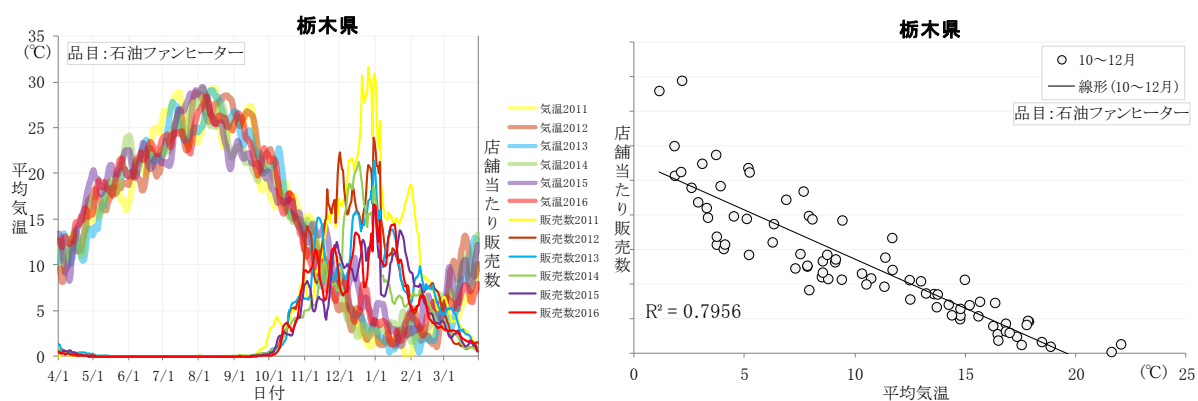 栃木県
(℃)
品目：石油ファンヒーター
平均気温
35
30
25
20
15
10
5
0
4/1 5/1 6/1 7/1 8/1 9/1 10/1 11/1 12/1 1/1 2/1 3/1
日付
店舗当たり販売数
気温2011
気温2012
気温2013
気温2014
気温2015
気温2016
販売数2011
販売数2012
販売数2013
販売数2014
販売数2015
販売数2016
栃木県
店舗当たり販売数
10～12月
線形 (10～12月)
品目：石油ファンヒーター
R² = 0.7956
0 5 10 15 20 25
(℃)
平均気温